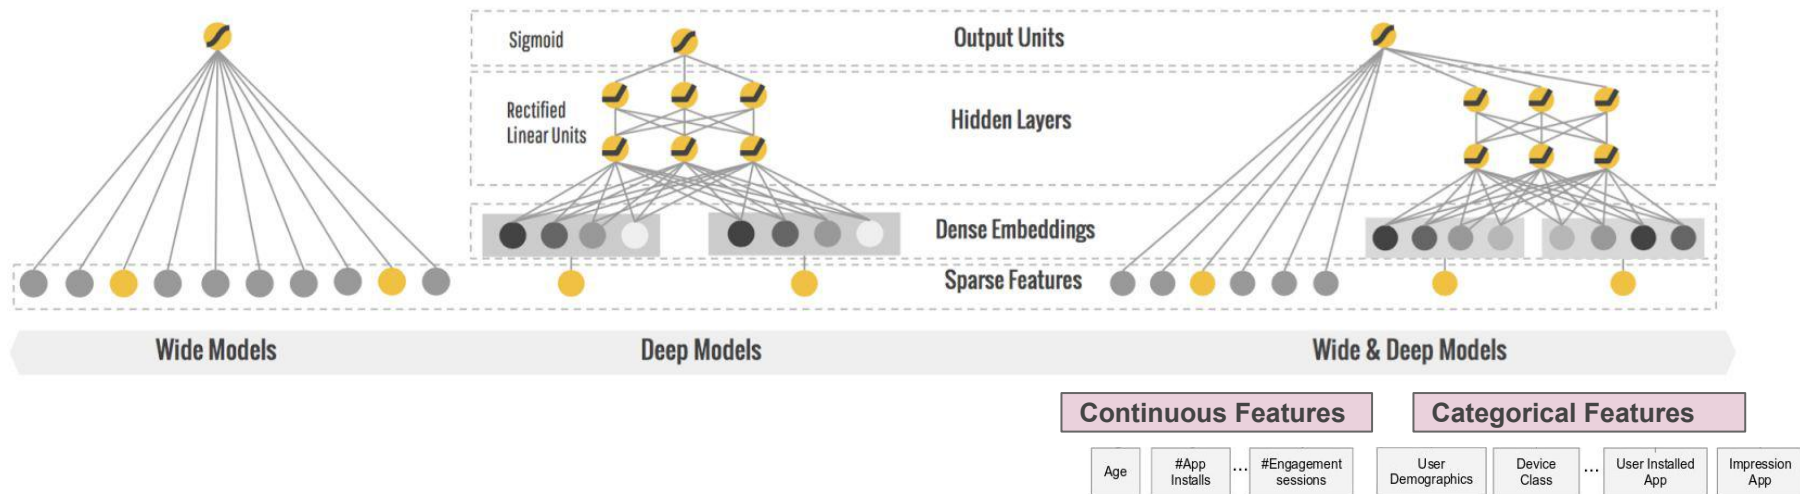 Sigmoid
Output Units
Rectified
Linear Units
Hidden Layers
Dense Embeddings
Sparse Features
Wide Models
Deep Models
Wide & Deep Models
Continuous Features
Categorical Features
Age
#App
Installs
...
#Engagement
sessions
User
Demographics
Device
Class
...
User Installed
App
Impression
App